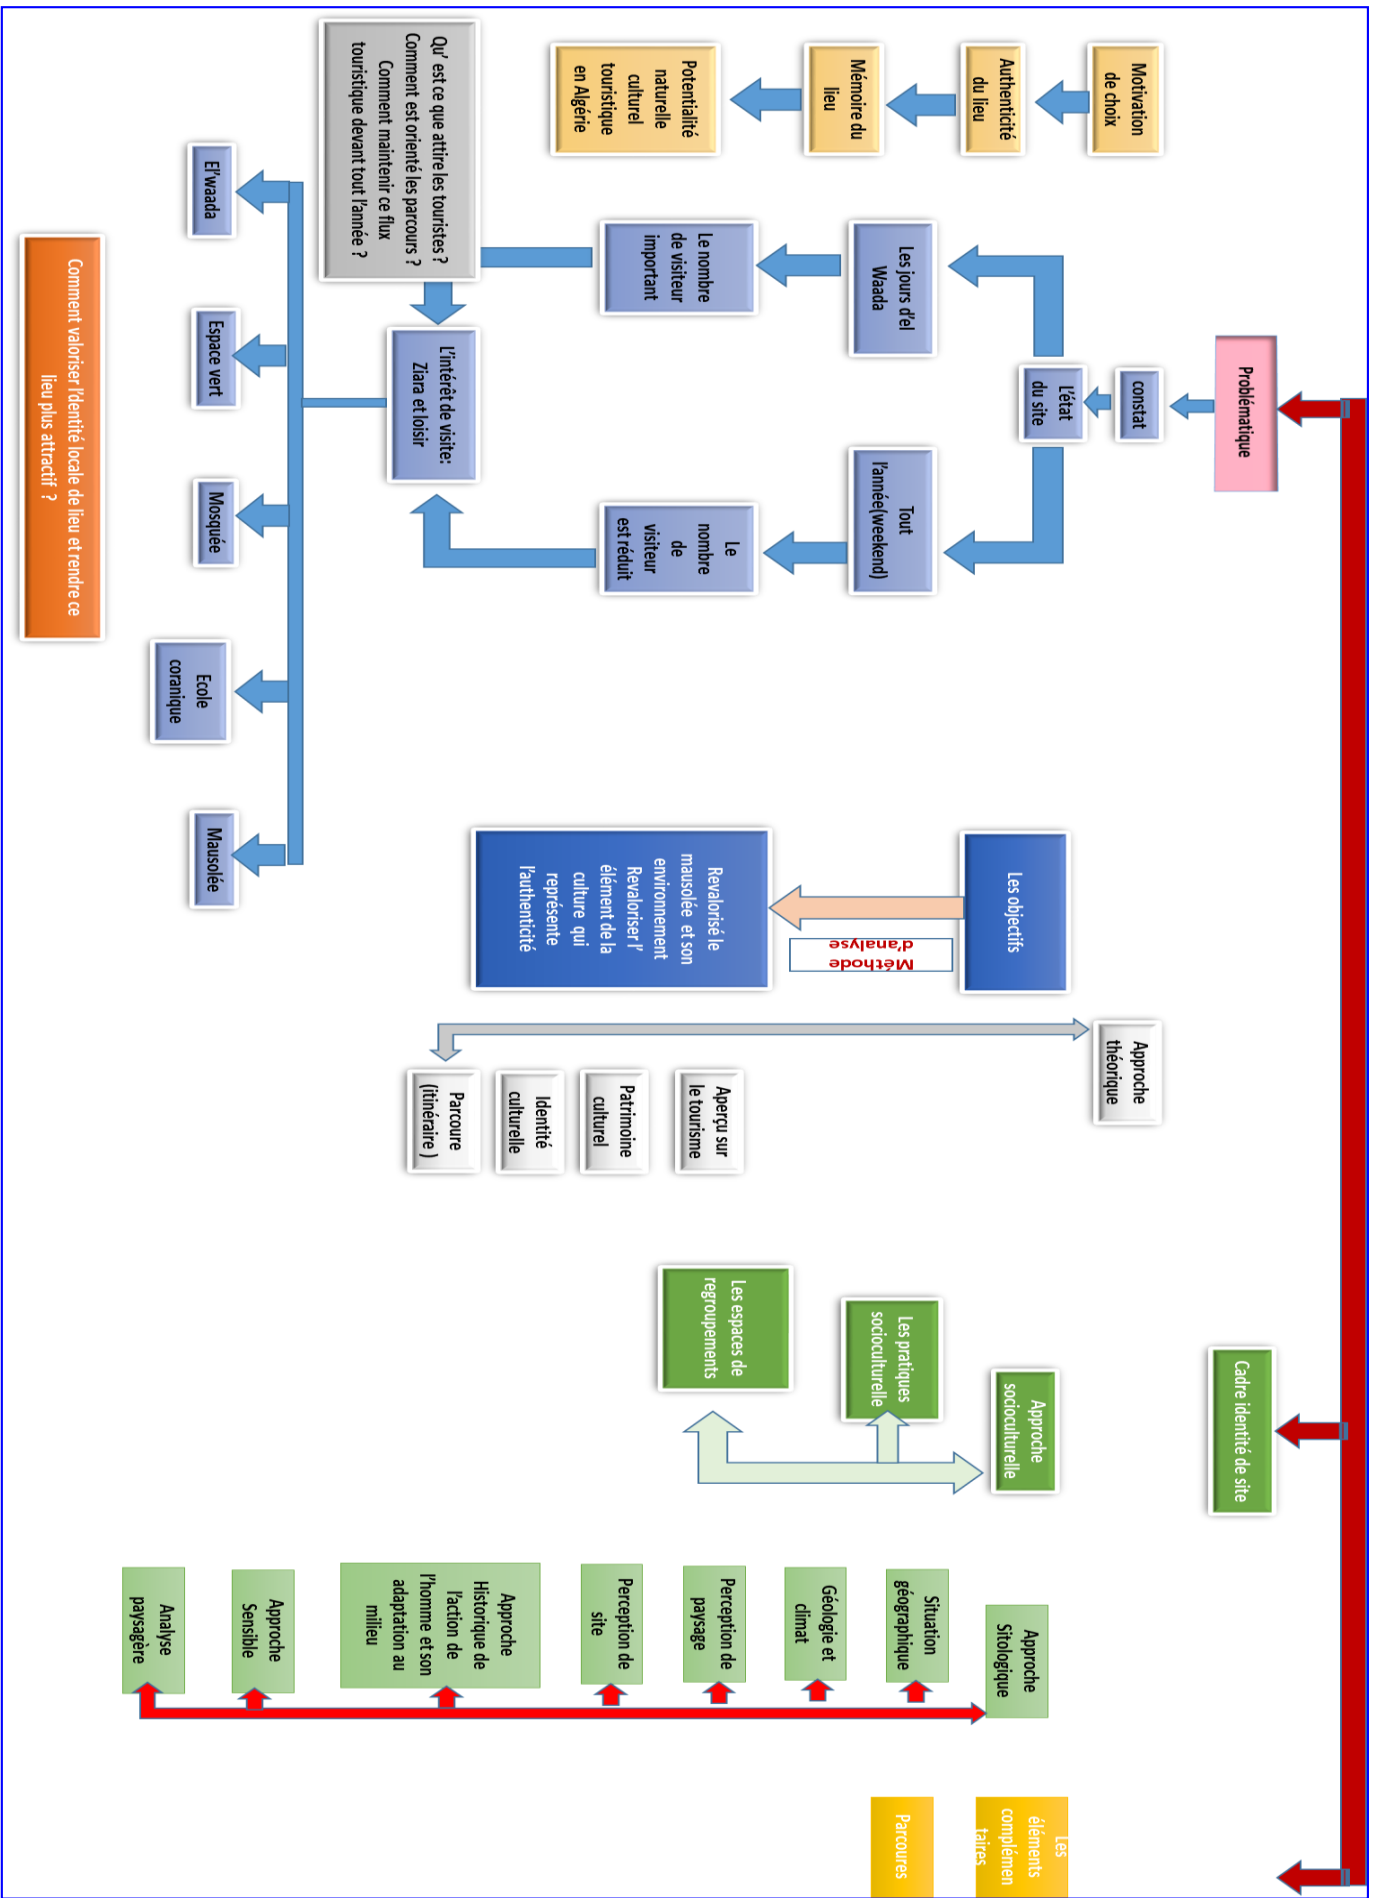 Problématique
Cadre identité de site
Motivation
de choix
Authenticité
du lieu
Mémoire du
lieu
Potentialité
naturelle
culturel
touristique
en Algérie
constat
L'état
du site
Les jours d'el
Waada
Le nombre
de visiteur
important
Tout
l'année(weekend)
Le
nombre
de
visiteur
est réduit
Qu' est ce que attire les touristes ?
Comment est orienté les parcours ?
Comment maintenir ce flux
touristique devant tout l'année ?
L'intérêt de visite:
Ziara et loisir
El'waada
Espace vert
Mosquée
Ecole
coranique
Mausolée
Comment valoriser l'dentité locale de lieu et rendre ce
lieu plus attractif ?
Les objectifs
Méthode
d'analyse
Revalorisé le
mausolée et son
environnement
Revaloriser l'
élément de la
culture qui
représente
l'authenticité
Approche
théorique
Aperçu sur
le tourisme
Patrimoine
culturel
Identité
culturelle
Parcoure
(itinéraire )
Approche
socioculturelle
Les pratiques
socioculturelle
Les espaces de
regroupements
Approche
Sitologique
Situation
géographique
Géologie et
climat
Perception de
paysage
Perception de
site
Approche
Historique de
l'action de
l'homme et son
adaptation au
milieu
Approche
Sensible
Analyse
paysagère
Les
éléments
complémen
taires
Parcoures